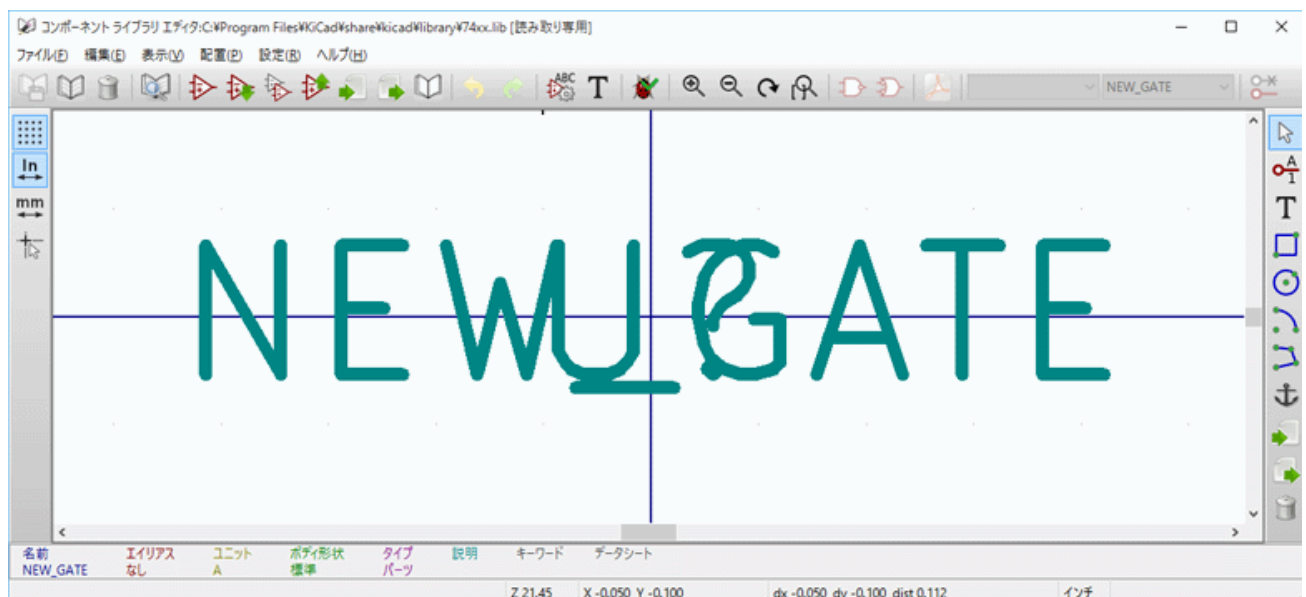 コンポーネント ライブラリ エディタ:C:¥Program Files¥KiCad¥share¥kicad¥library¥74xx.lib [読み取り専用]
ファイル(F) 編集(E) 表示(V) 配置(P) 設定(R) ヘルプ(H)
ABC T NEW_GATE
In
mm
A
1
T
NEW_GATE
U?
名前 エイリアス ユニット ボディ形状 タイプ 説明 キーワード データシート
NEW_GATE なし A 標準 パーツ
Z 21.45 X -0.050 Y -0.100 dx -0.050 dy -0.100 dist 0.112 インチ